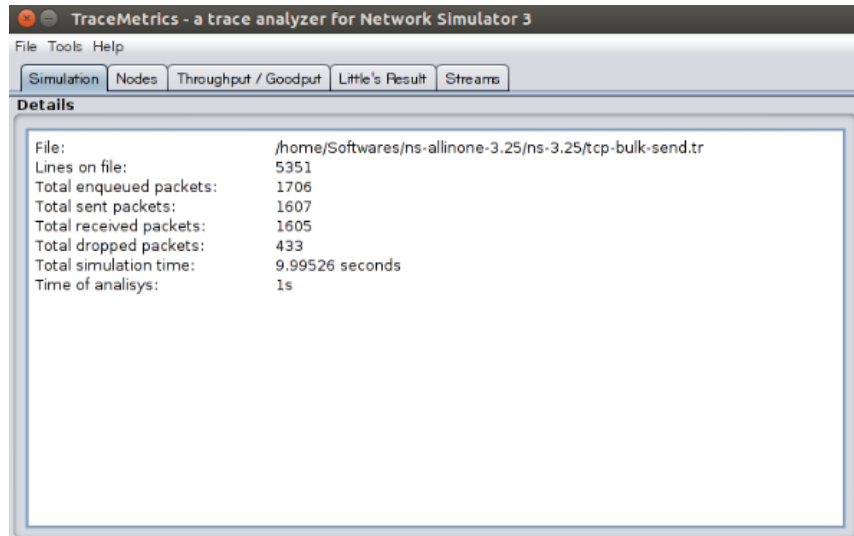 TraceMetrics - a trace analyzer for Network Simulator 3
File Tools Help
Simulation Nodes Throughput / Goodput Little's Result Streams
Details
File: /home/Softwares/ns-allinone-3.25/ns-3.25/tcp-bulk-send.tr
Lines on file: 5351
Total enqueued packets: 1706
Total sent packets: 1607
Total received packets: 1605
Total dropped packets: 433
Total simulation time: 9.99526 seconds
Time of analisys: 1s